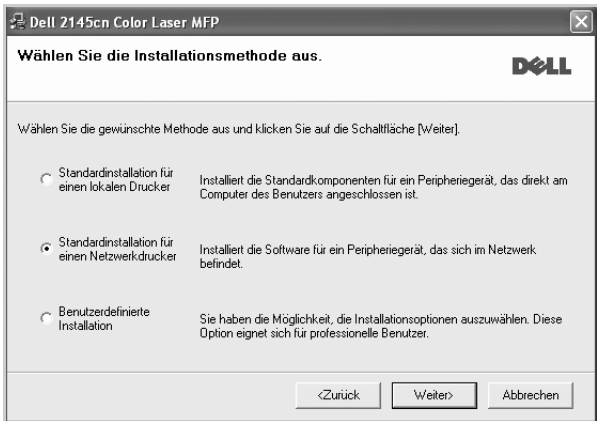 Dell 2145cn Color Laser MFP
Wählen Sie die Installationsmethode aus.
DELL
Wählen Sie die gewünschte Methode aus und klicken Sie auf die Schaltfläche [Weiter].
Standardinstallation für
einen lokalen Drucker
Installiert die Standardkomponenten für ein Peripheriegerät, das direkt am
Computer des Benutzers angeschlossen ist.
Standardinstallation für
einen Netzwerkdrucker
Installiert die Software für ein Peripheriegerät, das sich im Netzwerk
befindet.
Benutzerdefinierte
Installation
Sie haben die Möglichkeit, die Installationsoptionen auszuwählen. Diese
Option eignet sich für professionelle Benutzer.
<Zurück
Weiter>
Abbrechen